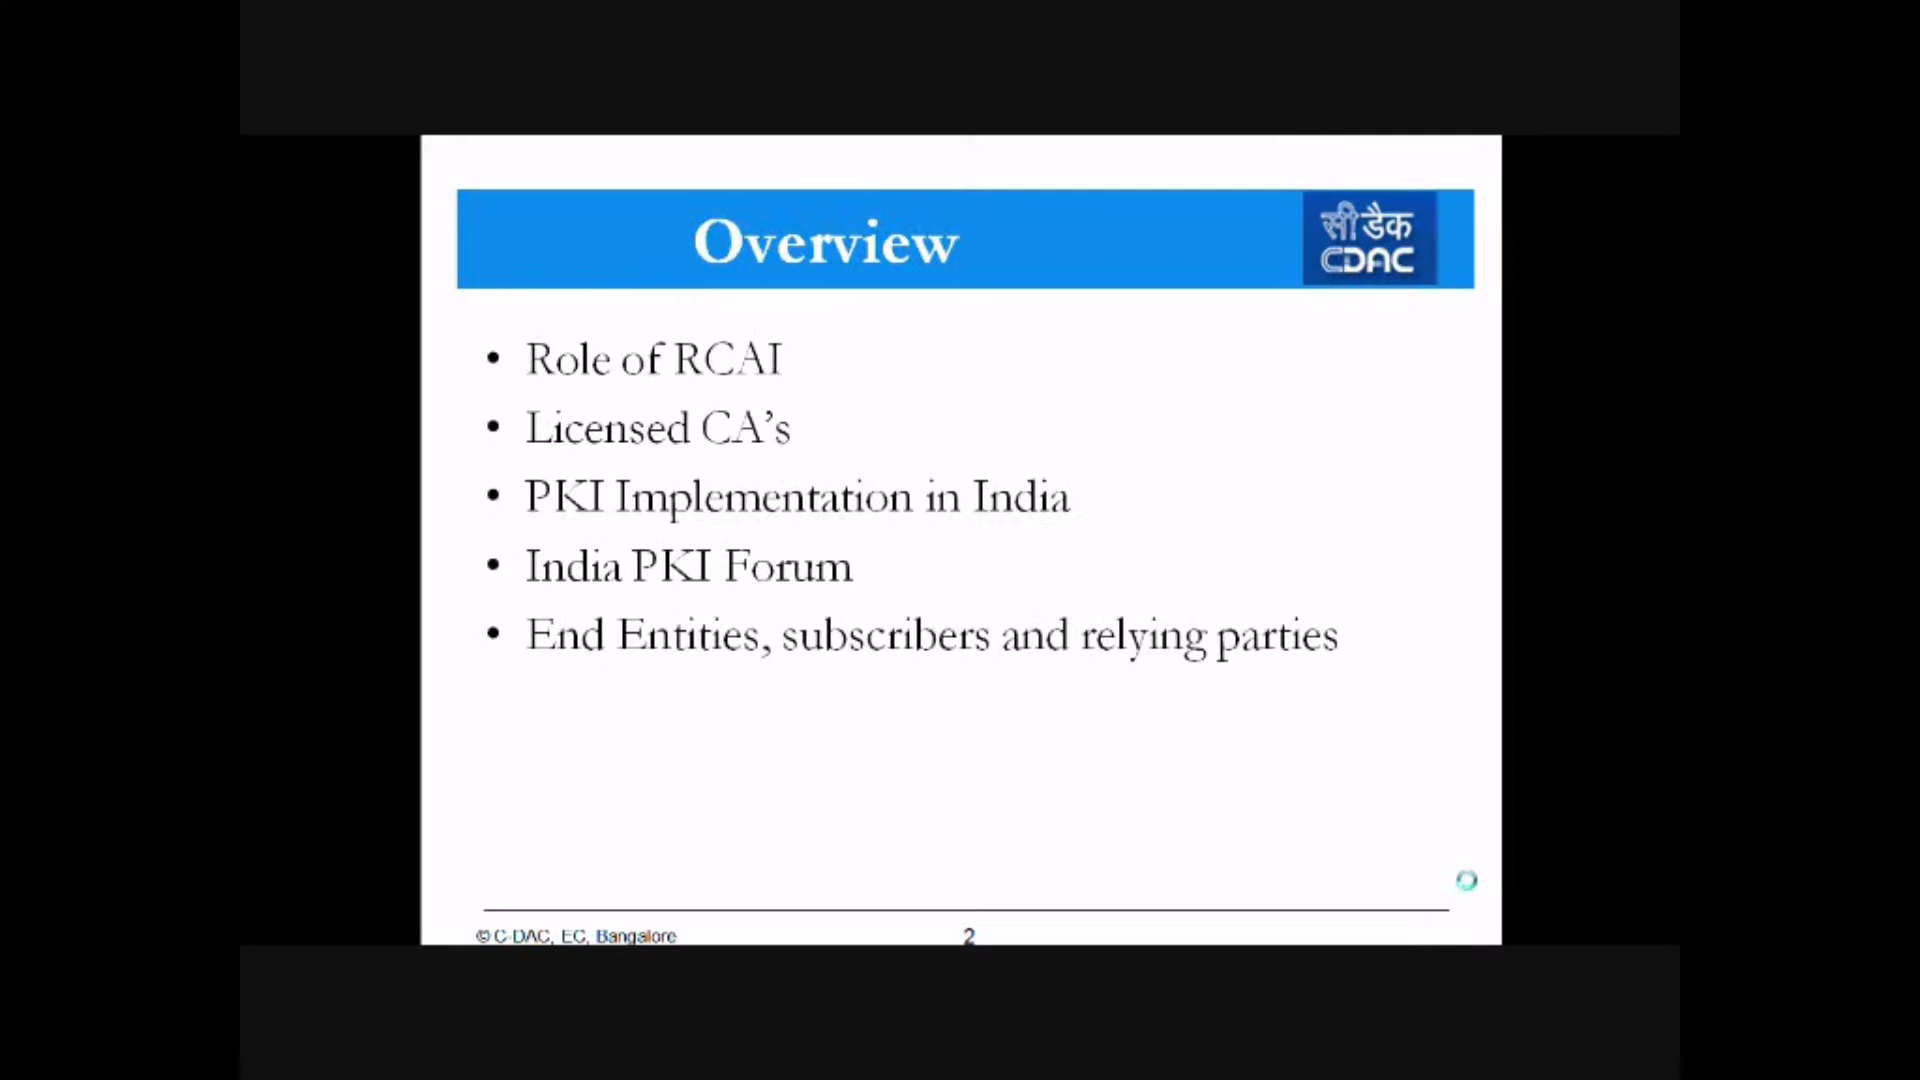 Overview
सी डैक
CDAC
• Role of RCAI
• Licensed CA’s
• PKI Implementation in India
• India PKI Forum
• End Entities, subscribers and relying parties
© C-DAC, EC, Bangalore
2